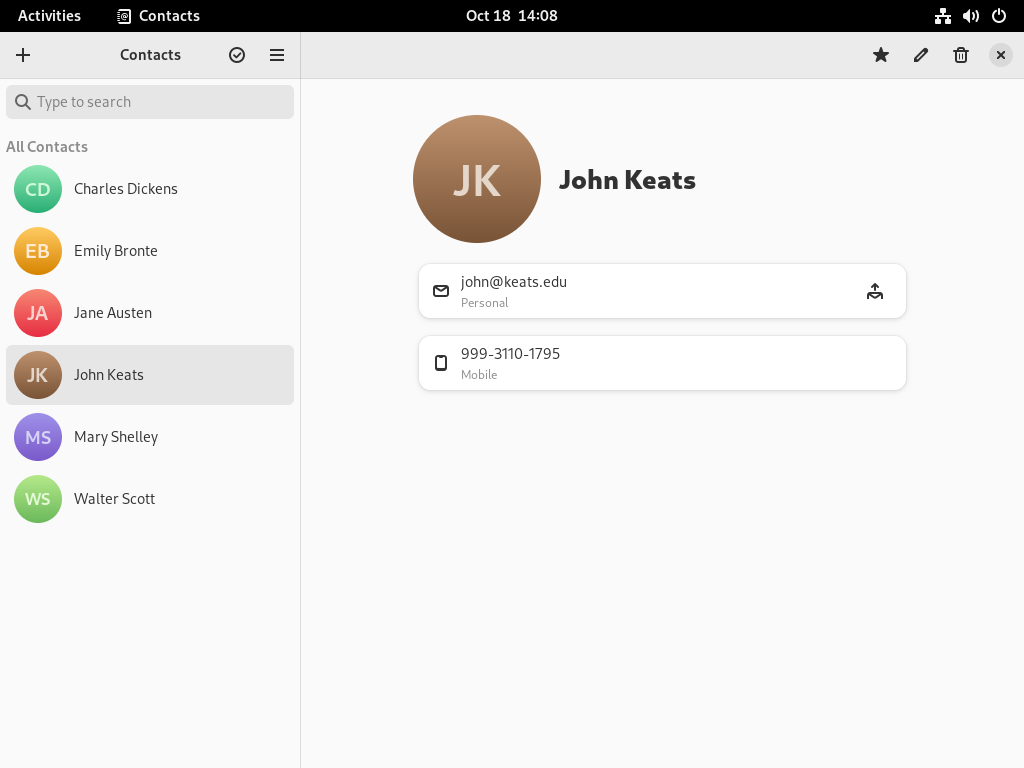 Activities
Contacts
Oct 18 14:08
Contacts
Type to search
All Contacts
CD
Charles Dickens
EB
Emily Bronte
JA
Jane Austen
JK
John Keats
MS
Mary Shelley
WS
Walter Scott
JK
John Keats
john@keats.edu
Personal
999-3110-1795
Mobile